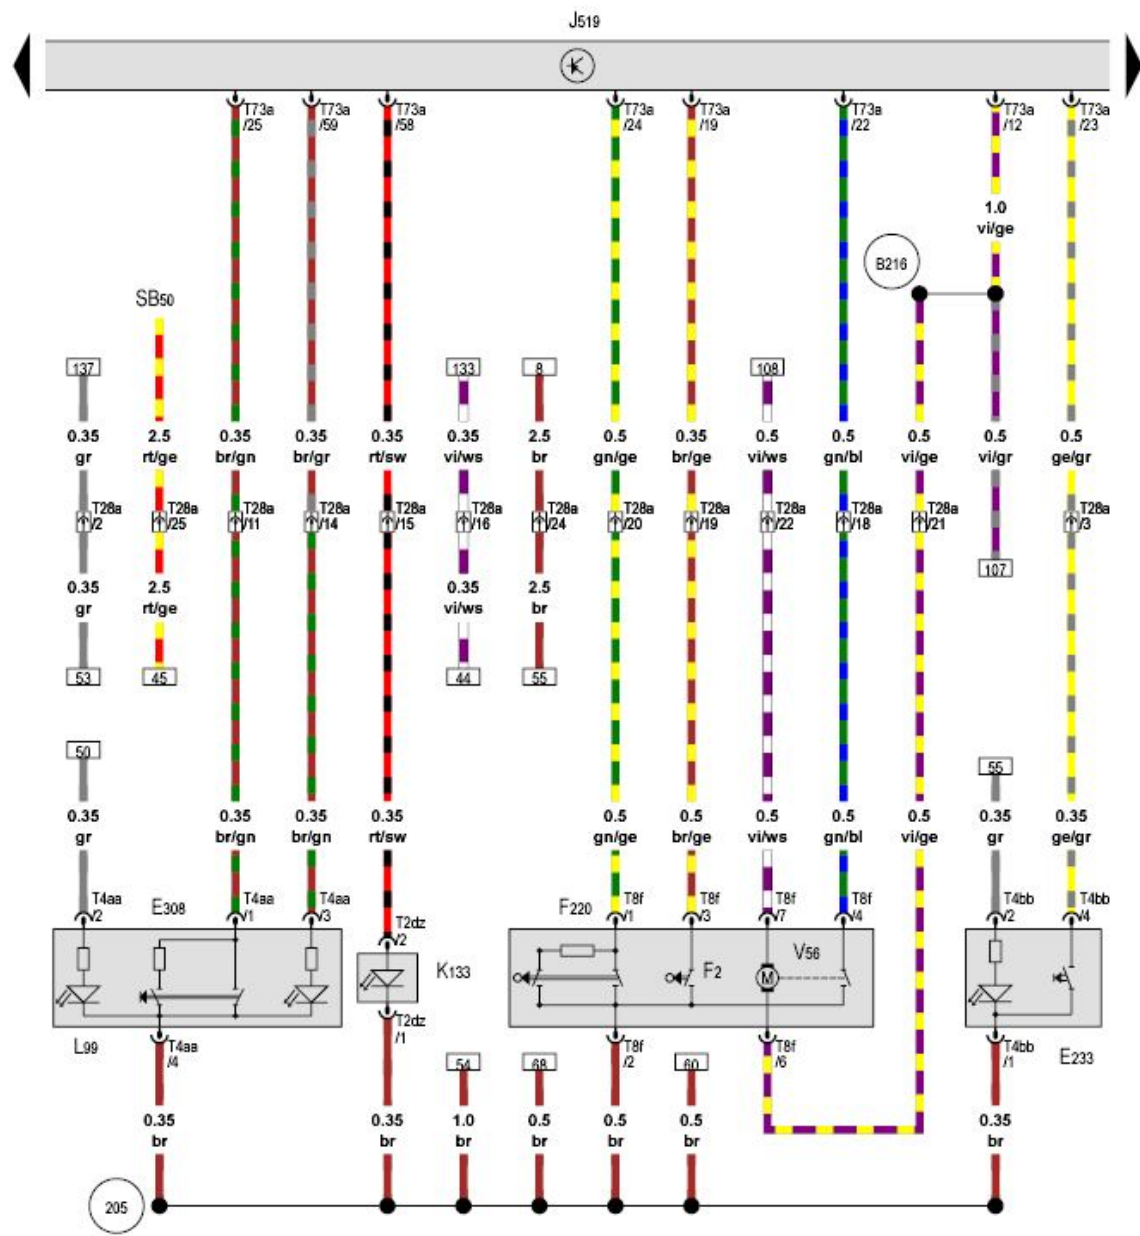 J519
T73a T73a T73a T73a T73a T73a T73a T73a
/25 /59 /58 /24 /19 /22 /12 /23
1.0
vi/ge
B216
SB50
137 133 8 108
0.35 2.5 0.35 0.35 0.35 0.35 2.5 0.5 0.35 0.5 0.5 0.5 0.5 0.5
gr rt/ge br/gn br/gr rt/sw vi/ws br gn/ge br/ge vi/ws gn/bl vi/ge vi/gr ge/gr
T28a T28a T28a T28a T28a T28a T28a T28a T28a T28a T28a T28a T28a
/2 /25 /11 /14 /15 /16 /24 /20 /19 /22 /18 /21 /3
107
0.35 2.5 0.35 2.5
gr rt/ge vi/ws br
53 45 44 55
50 55
0.35 0.35 0.35 0.35 0.5 0.5 0.5 0.5 0.5 0.35 0.35
gr br/gn br/gn rt/sw gn/ge br/ge vi/ws gn/bl vi/ge gr ge/gr
T4aa E308 T4aa T4aa F220 T8f T8f T8f T8f T4bb T4bb
/2 /1 /3 /1 /3 /7 /4 /2 /4
T2dz
/2
V56
K133 F2 M
T2dz
/1
L99 T4aa T8f T8f T4bb E233
/4 /2 /6 /1
54 68 60
0.35 0.35 1.0 0.5 0.5 0.5 0.35
br br br br br br br
205